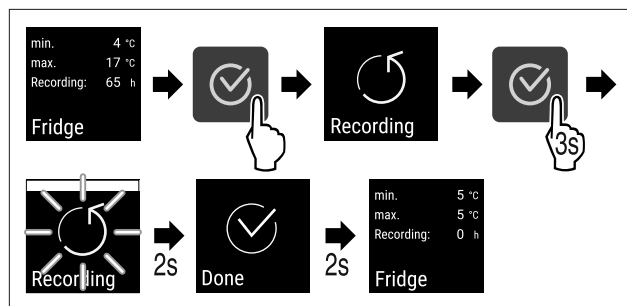 min. 4 °C
max. 17 °C
Recording: 65 h
Fridge
Recording
3s
Recording
2s
Done
2s
min. 5 °C
max. 5 °C
Recording: 0 h
Fridge